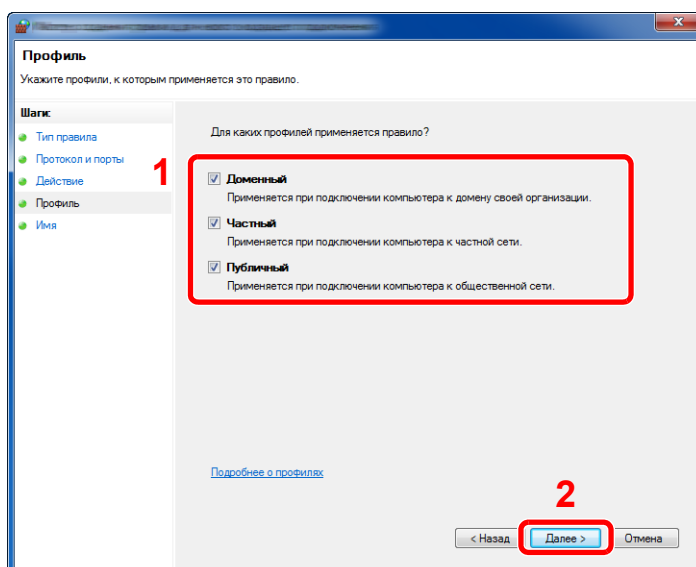 Профиль
Укажите профили, к которым применяется это правило.
Шаги:
Тип правила
Протокол и порты
Действие
Профиль
Имя
Для каких профилей применяется правило?
1
Доменный
Применяется при подключении компьютера к домену своей организации.
Частный
Применяется при подключении компьютера к частной сети.
Публичный
Применяется при подключении компьютера к общественной сети.
Подробнее о профилях
2
< Назад
Далее >
Отмена